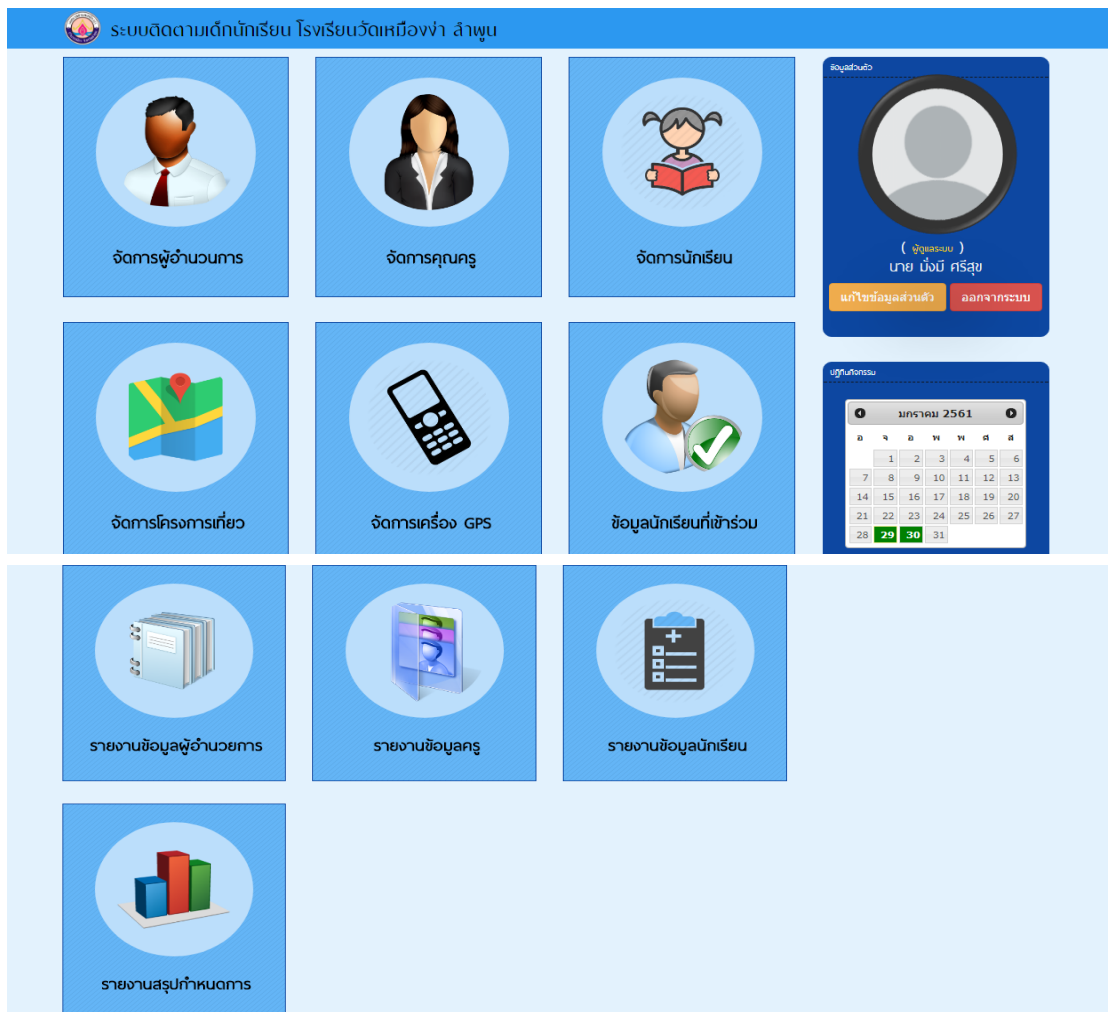 ระบบติดตามเด็กนักเรียน โรงเรียนวัดเหมืองง่า ลำพูน
จัดการผู้อำนวนการ
จัดการคุณครู
จัดการนักเรียน
ข้อมูลส่วนตัว
( ผู้ดูแลระบบ )
นาย มั่งมี ศรีสุข
แก้ไขข้อมูลส่วนตัว ออกจากระบบ
จัดการโครงการเที่ยว
จัดการเครื่อง GPS
ข้อมูลนักเรียนที่เข้าร่วม
ปฏิทินกิจกรรม
มกราคม 2561
อ จ อ พ พ ศ ส
1 2 3 4 5 6
7 8 9 10 11 12 13
14 15 16 17 18 19 20
21 22 23 24 25 26 27
28 29 30 31
รายงานข้อมูลผู้อำนวยการ
รายงานข้อมูลครู
รายงานข้อมูลนักเรียน
รายงานสรุปกำหนดการ